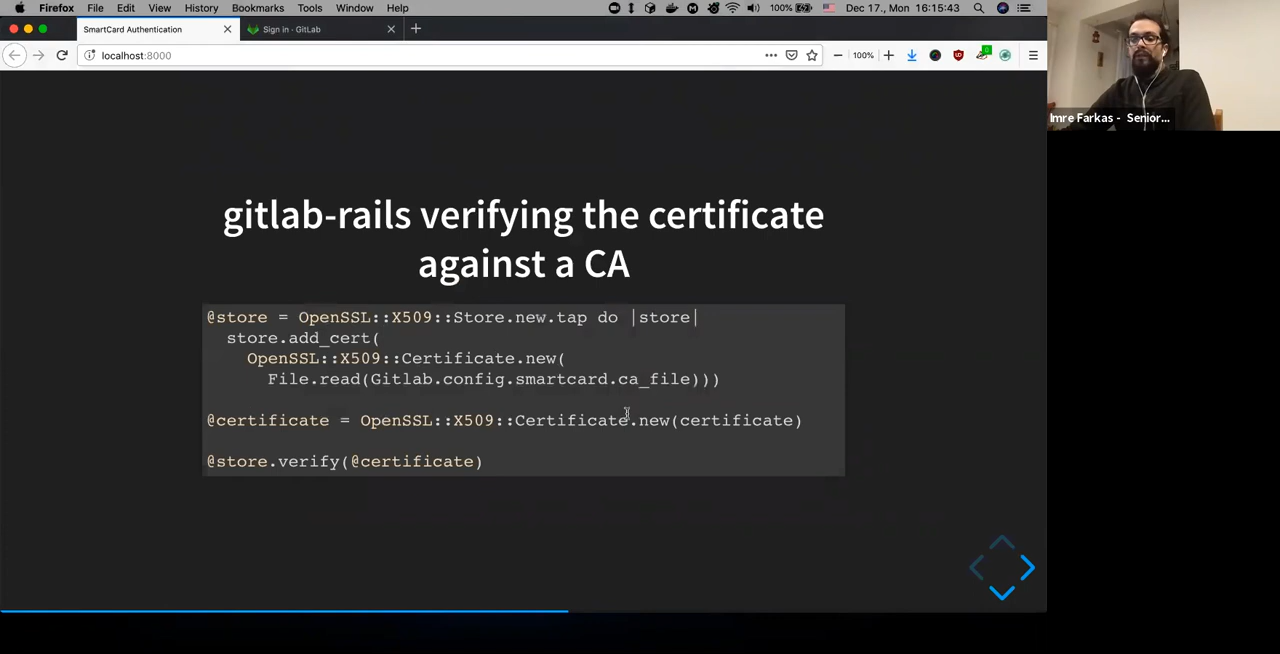 Firefox File Edit View History Bookmarks Tools Window Help 100% Dec 17., Mon 16:15:43
SmartCard Authentication Sign in · GitLab
localhost:8000 100% 0
Imre Farkas - Senior...
gitlab-rails verifying the certificate
against a CA
@store = OpenSSL::X509::Store.new.tap do |store|
store.add_cert(
OpenSSL::X509::Certificate.new(
File.read(Gitlab.config.smartcard.ca_file)))
@certificate = OpenSSL::X509::Certificate.new(certificate)
@store.verify(@certificate)